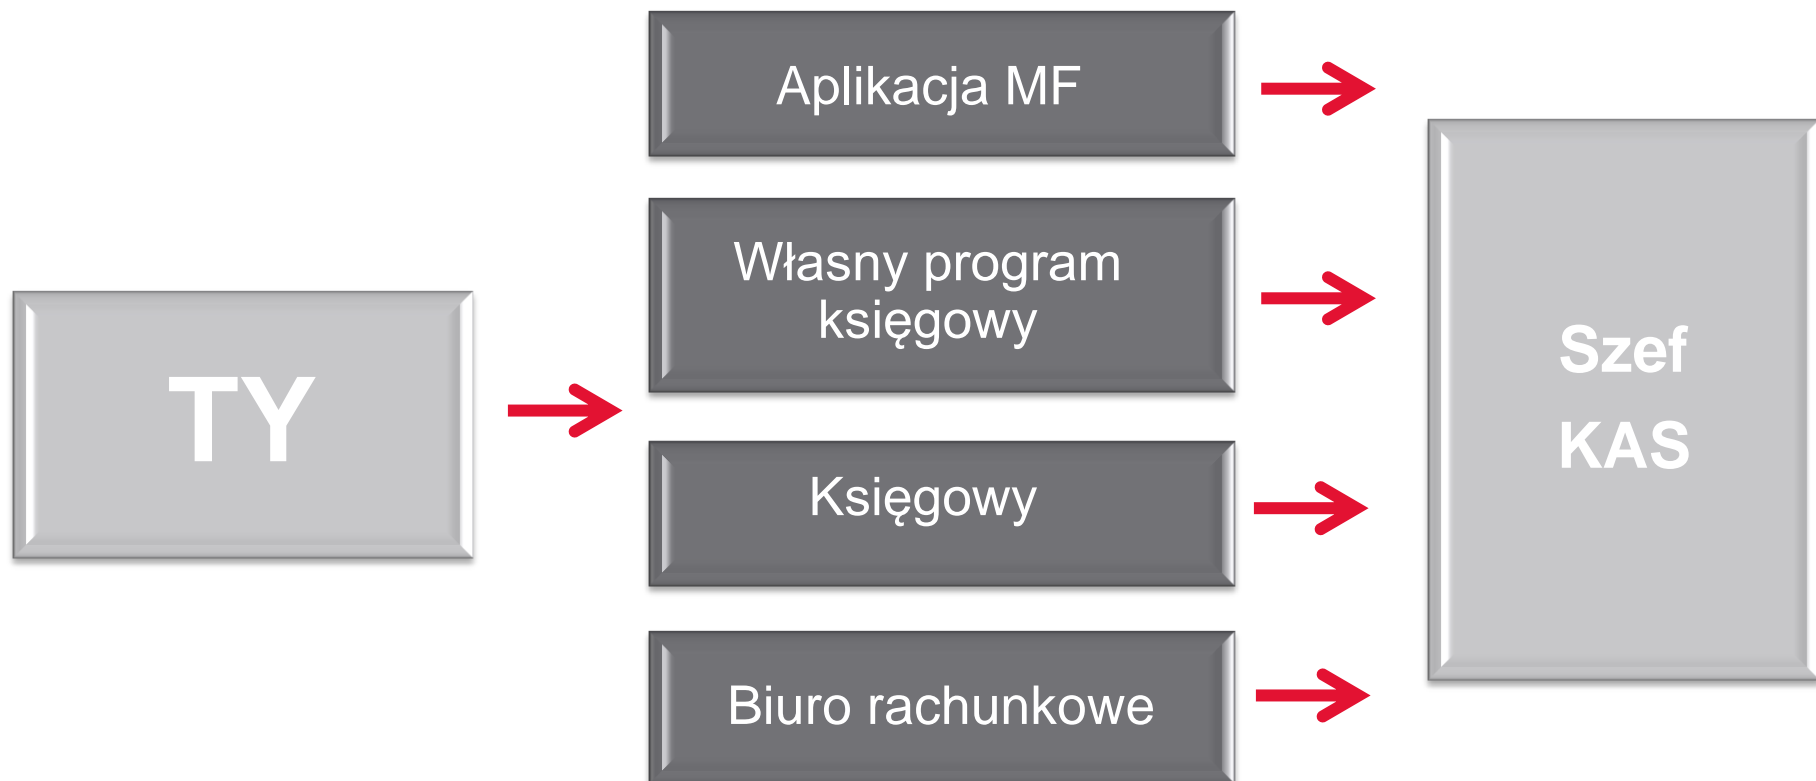 TY
Aplikacja MF
Własny program
księgowy
Księgowy
Biuro rachunkowe
Szef
KAS